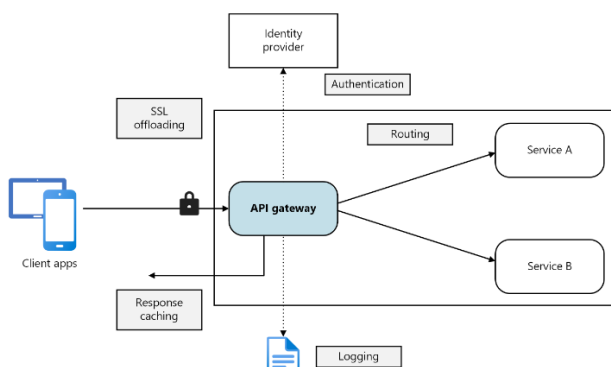 Identity
provider
Authentication
SSL
offloading
Routing
Service A
API gateway
Client apps
Service B
Response
caching
Logging